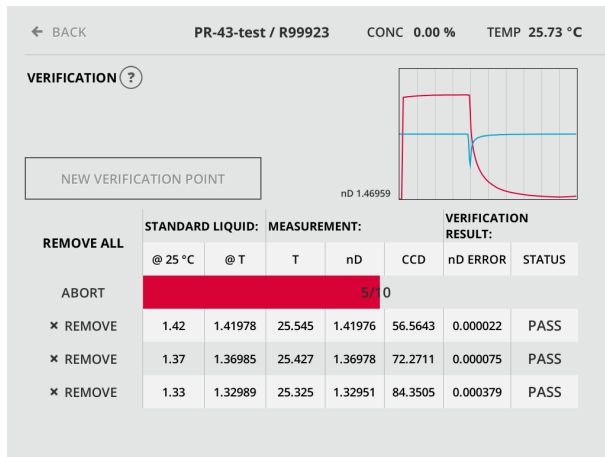 ← BACK PR-43-test / R99923 CONC 0.00 % TEMP 25.73 °C
VERIFICATION ?
NEW VERIFICATION POINT
nD 1.46959
REMOVE ALL
STANDARD LIQUID: MEASUREMENT: VERIFICATION RESULT:
@ 25 °C @ T T nD CCD nD ERROR STATUS
ABORT 5/10
× REMOVE 1.42 1.41978 25.545 1.41976 56.5643 0.000022 PASS
× REMOVE 1.37 1.36985 25.427 1.36978 72.2711 0.000075 PASS
× REMOVE 1.33 1.32989 25.325 1.32951 84.3505 0.000379 PASS